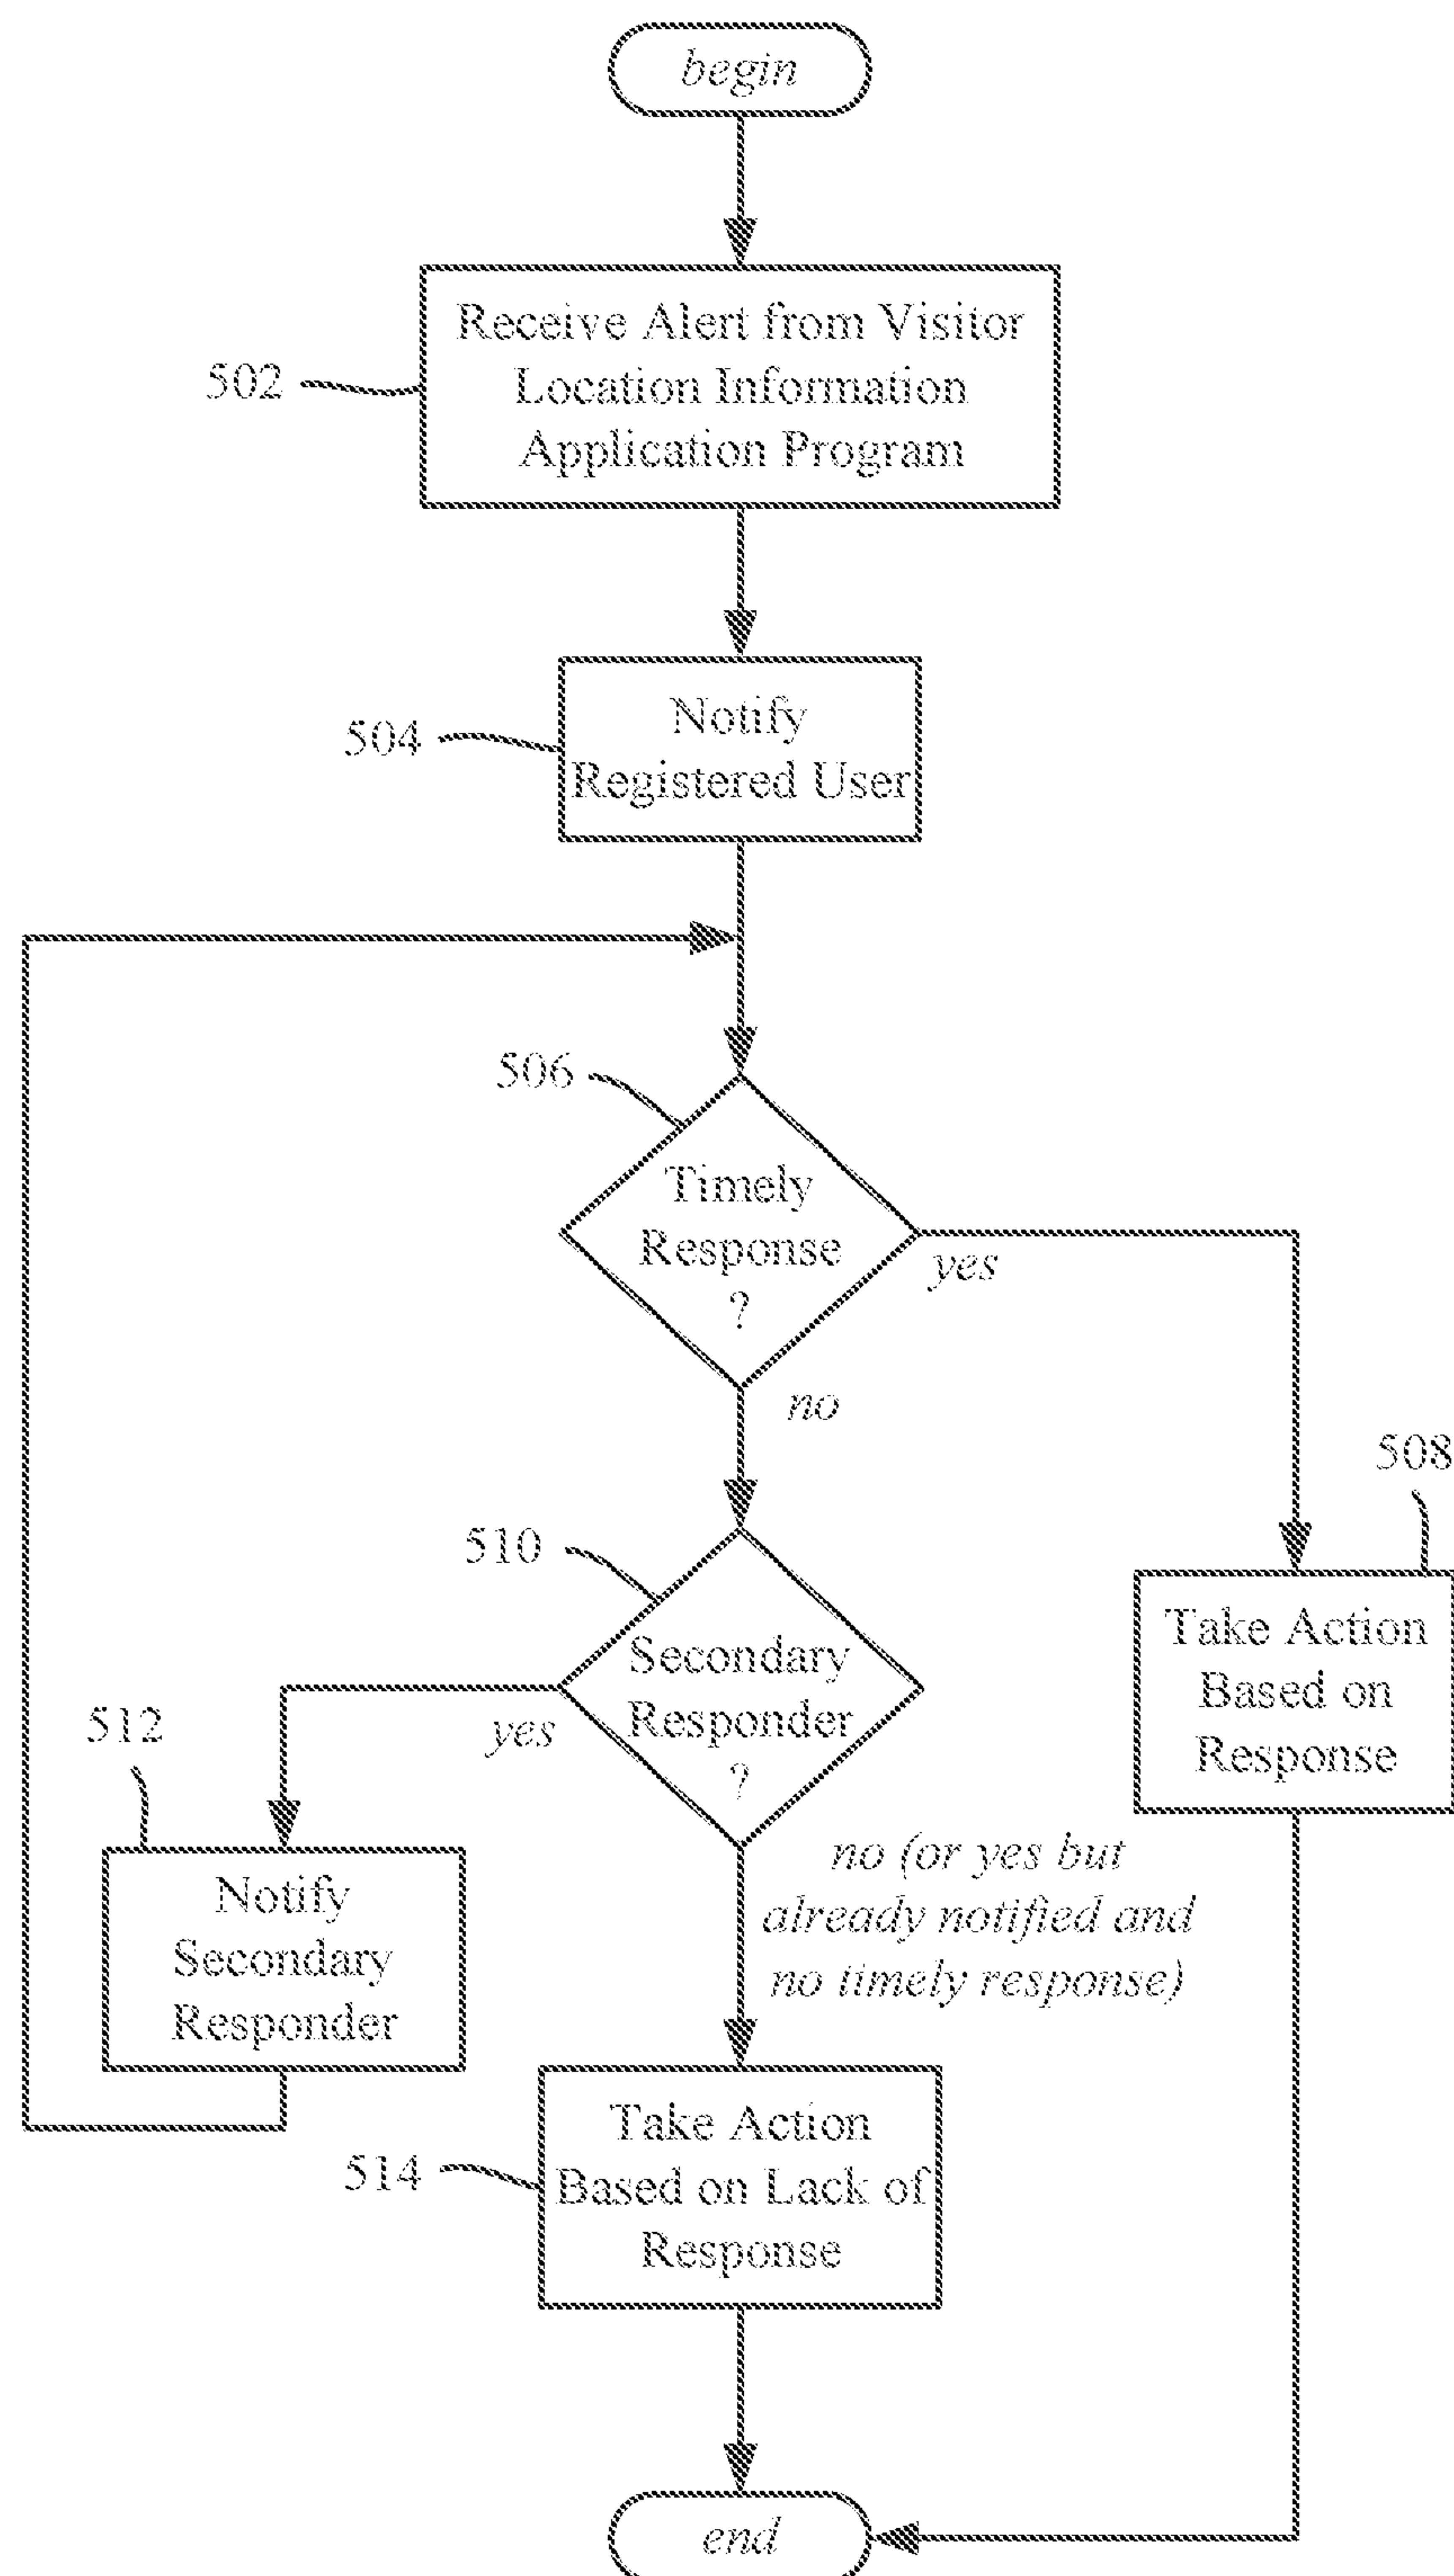 begin
Receive Alert from Visitor
Location Information
Application Program
502
Notify
Registered User
504
506
Timely
Response
?
yes
no
508
Take Action
Based on
Response
510
Secondary
Responder
?
yes
512
Notify
Secondary
Responder
no (or yes but
already notified and
no timely response)
Take Action
Based on Lack of
Response
514
end